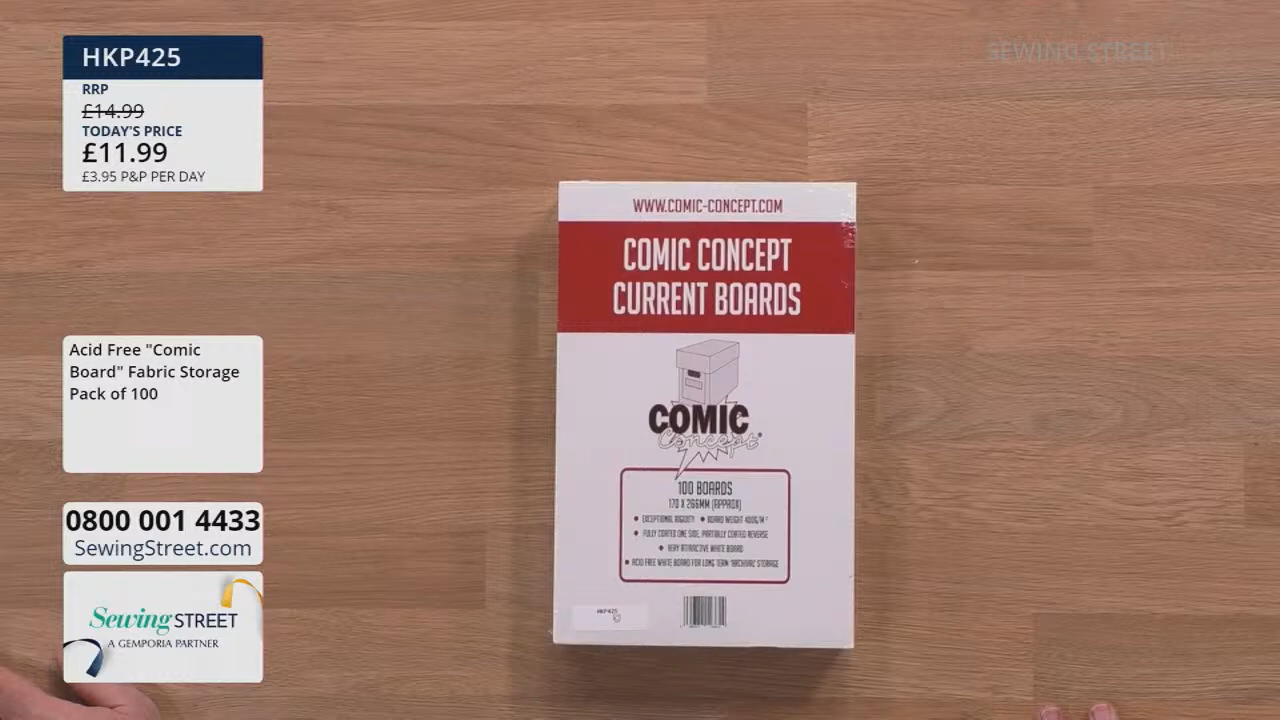 HKP425
RRP
£14.99
TODAY'S PRICE
£11.99
£3.95 P&P PER DAY
SEWING STREET
WWW.COMIC-CONCEPT.COM
COMIC CONCEPT
CURRENT BOARDS
COMIC
Concept
100 BOARDS
170 X 266MM (APPROX)
• EXCEPTIONAL RIGIDITY • BOARD WEIGHT 400G/M²
• FULLY COATED ONE SIDE, PARTIALLY COATED REVERSE
• VERY ATTRACTIVE WHITE BOARD
• ACID FREE WHITE BOARD FOR LONG TERM 'ARCHIVAL' STORAGE
HKP425
Acid Free "Comic
Board" Fabric Storage
Pack of 100
0800 001 4433
SewingStreet.com
Sewing STREET
A GEMPORIA PARTNER